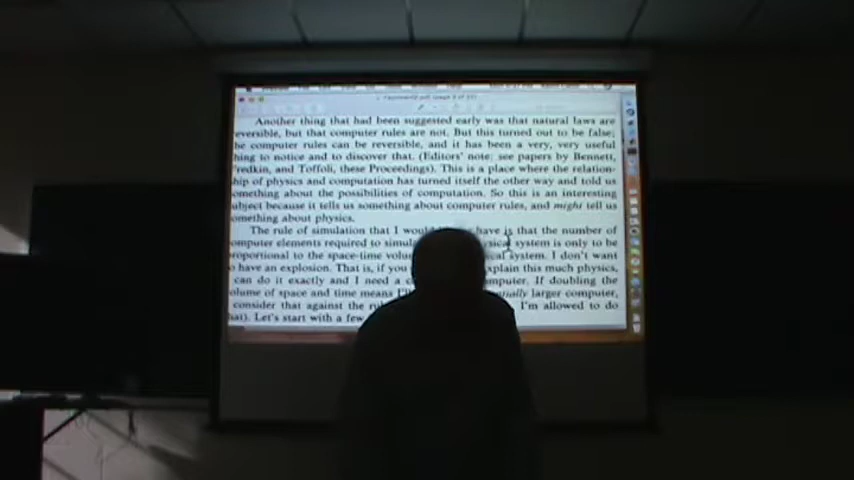 Another thing that had been suggested early was that natural laws are
eversible, but that computer rules are not. But this turned out to be false;
he computer rules can be reversible, and it has been a very, very useful
hing to notice and to discover that. (Editors' note: see papers by Bennett,
redkin, and Toffoli, these Proceedings). This is a place where the relation-
hip of physics and computation has turned itself the other way and told us
omething about the possibilities of computation. So this is an interesting
ubject because it tells us something about computer rules, and might tell us
omething about physics.
The rule of simulation that I would have is that the number of
omputer elements required to simula system is only to be
roportional to the space-time volu system. I don't want
o have an explosion. That is, if you explain this much physics,
can do it exactly and I need a If doubling the
olume of space and time means larger computer,
consider that against the ru I'm allowed to do
hat). Let's start with a few